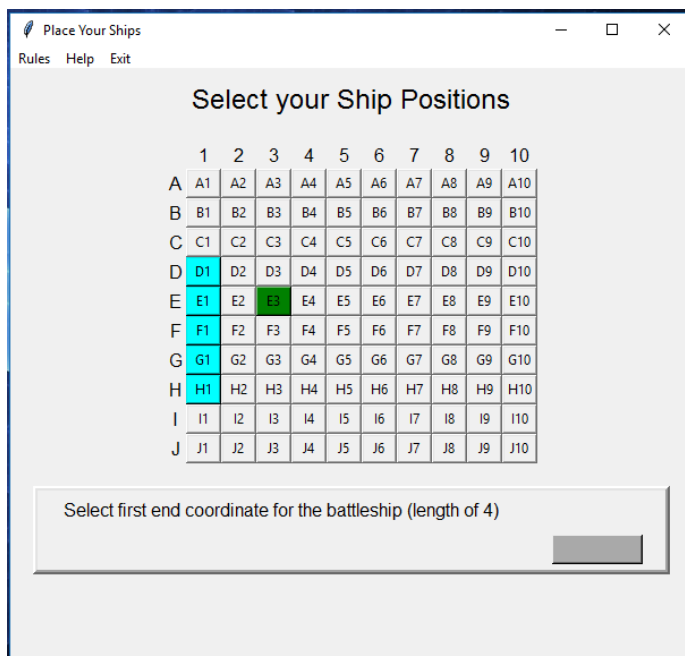 Place Your Ships
Rules Help Exit
Select your Ship Positions
1 2 3 4 5 6 7 8 9 10
A A1 A2 A3 A4 A5 A6 A7 A8 A9 A10
B B1 B2 B3 B4 B5 B6 B7 B8 B9 B10
C C1 C2 C3 C4 C5 C6 C7 C8 C9 C10
D D1 D2 D3 D4 D5 D6 D7 D8 D9 D10
E E1 E2 E3 E4 E5 E6 E7 E8 E9 E10
F F1 F2 F3 F4 F5 F6 F7 F8 F9 F10
G G1 G2 G3 G4 G5 G6 G7 G8 G9 G10
H H1 H2 H3 H4 H5 H6 H7 H8 H9 H10
I I1 I2 I3 I4 I5 I6 I7 I8 I9 I10
J J1 J2 J3 J4 J5 J6 J7 J8 J9 J10
Select first end coordinate for the battleship (length of 4)